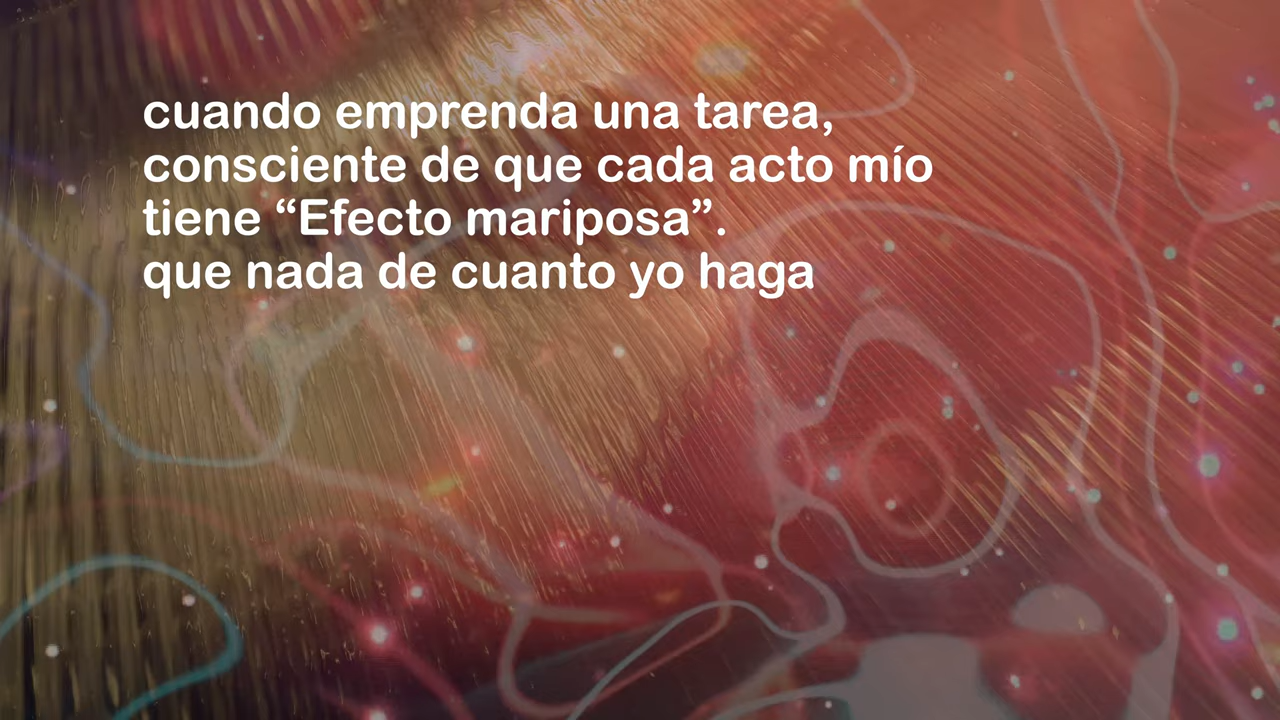 cuando emprenda una tarea,
consciente de que cada acto mío
tiene “Efecto mariposa”.
que nada de cuanto yo haga